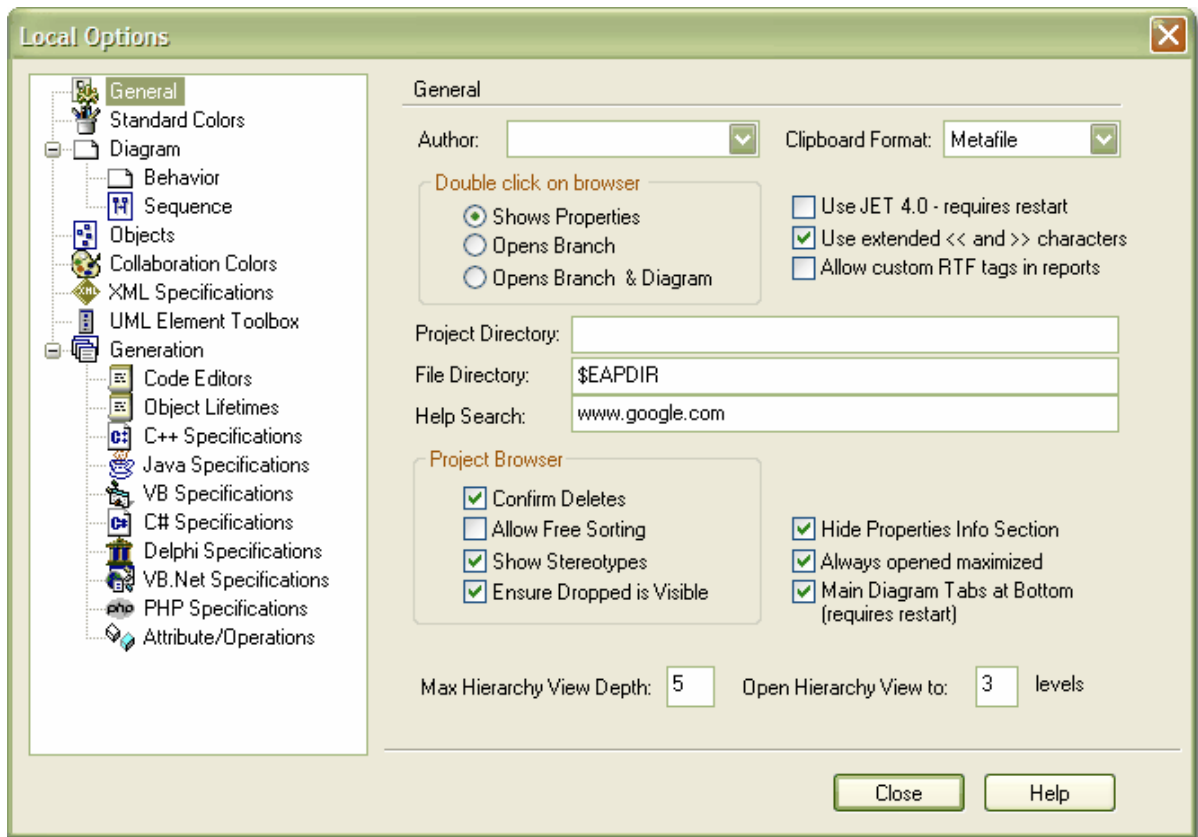 Local Options
General
Standard Colors
Diagram
Behavior
Sequence
Objects
Collaboration Colors
XML Specifications
UML Element Toolbox
Generation
Code Editors
Object Lifetimes
C++ Specifications
Java Specifications
VB Specifications
C# Specifications
Delphi Specifications
VB.Net Specifications
php PHP Specifications
Attribute/Operations
General
Author:
Clipboard Format: Metafile
Double click on browser
Shows Properties
Opens Branch
Opens Branch & Diagram
Use JET 4.0 - requires restart
Use extended << and >> characters
Allow custom RTF tags in reports
Project Directory:
File Directory: $EAPDIR
Help Search: www.google.com
Project Browser
Confirm Deletes
Allow Free Sorting
Show Stereotypes
Ensure Dropped is Visible
Hide Properties Info Section
Always opened maximized
Main Diagram Tabs at Bottom
(requires restart)
Max Hierarchy View Depth: 5
Open Hierarchy View to: 3 levels
Close
Help